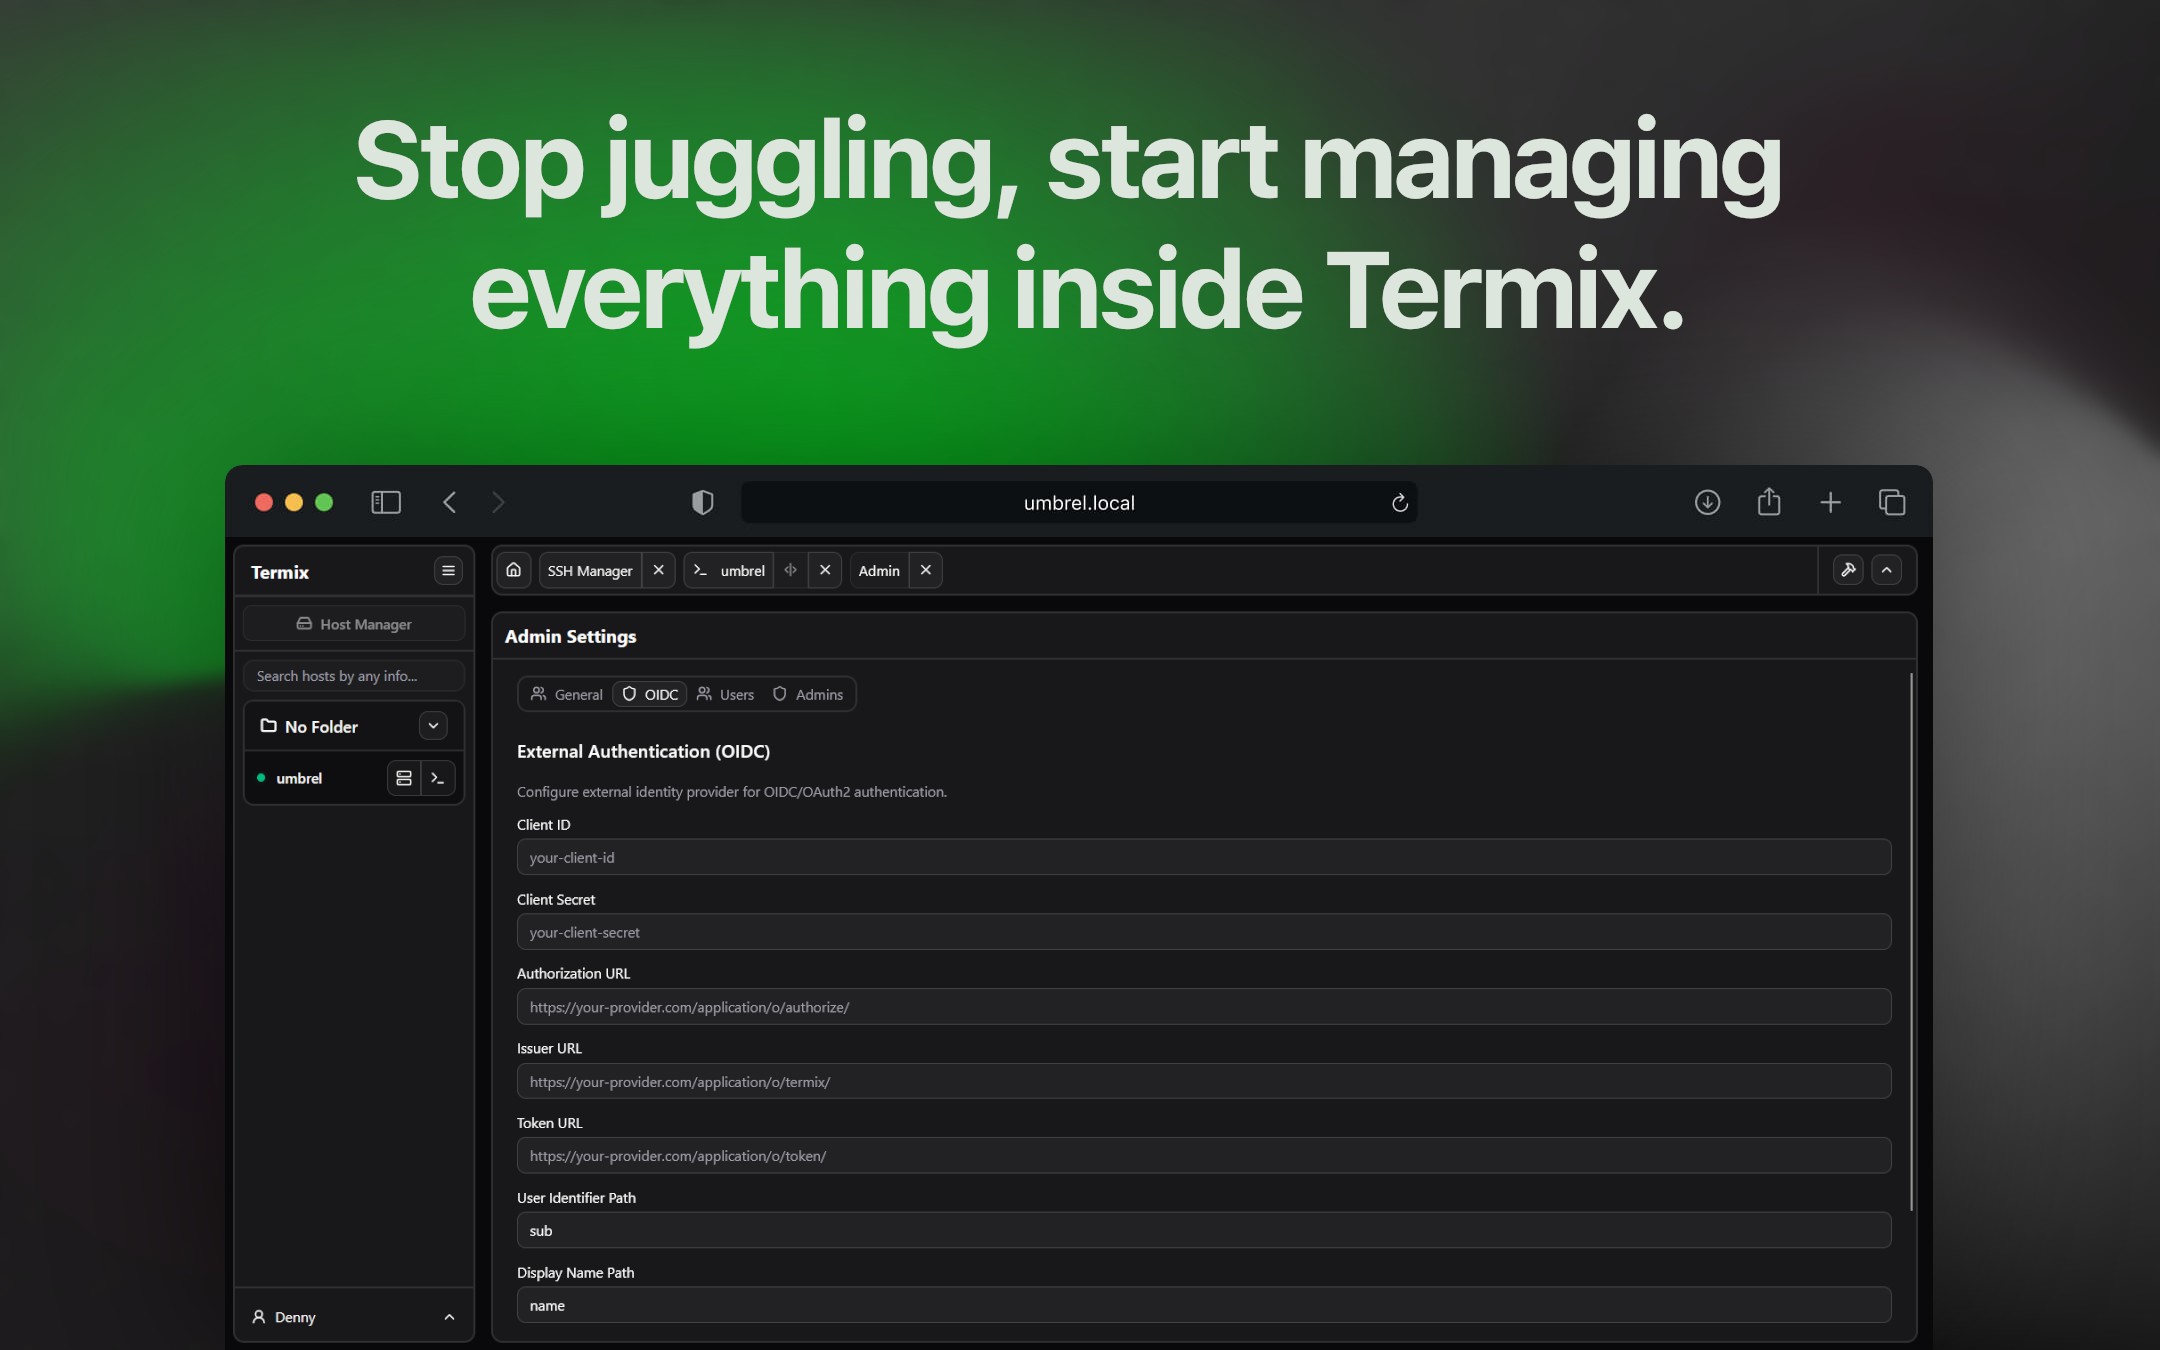 Stop juggling, start managing
everything inside Termix.
umbrel.local
Termix
SSH Manager
umbrel
Admin
Host Manager
Search hosts by any info...
No Folder
umbrel
Denny
Admin Settings
General
OIDC
Users
Admins
External Authentication (OIDC)
Configure external identity provider for OIDC/OAuth2 authentication.
Client ID
your-client-id
Client Secret
your-client-secret
Authorization URL
https://your-provider.com/application/o/authorize/
Issuer URL
https://your-provider.com/application/o/termix/
Token URL
https://your-provider.com/application/o/token/
User Identifier Path
sub
Display Name Path
name